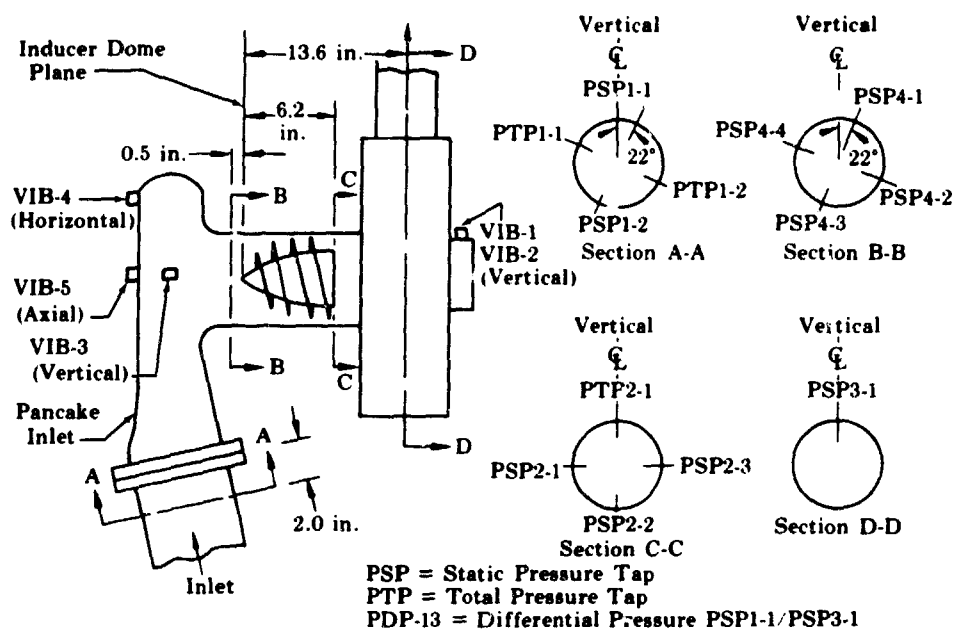 Inducer Dome
Plane
13.6 in.
D
6.2
in.
0.5 in.
C
B
VIB-4
(Horizontal)
VIB-1
VIB-2
(Vertical)
VIB-5
(Axial)
VIB-3
(Vertical)
B
C
Pancake
Inlet
A
A
D
2.0 in.
Inlet
Vertical
℄
PSP1-1
PTP1-1
22°
PTP1-2
PSP1-2
Section A-A
Vertical
℄
PSP4-1
PSP4-4
22°
PSP4-2
PSP4-3
Section B-B
Vertical
℄
PTP2-1
PSP2-1
PSP2-3
PSP2-2
Section C-C
Vertical
℄
PSP3-1
Section D-D
PSP = Static Pressure Tap
PTP = Total Pressure Tap
PDP-13 = Differential Pressure PSP1-1/PSP3-1